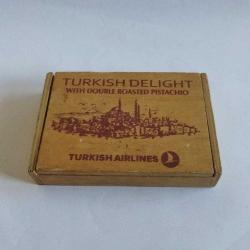 TURKISH DELIGHT
WITH DOUBLE ROASTED PISTACHIO
TURKISH AIRLINES